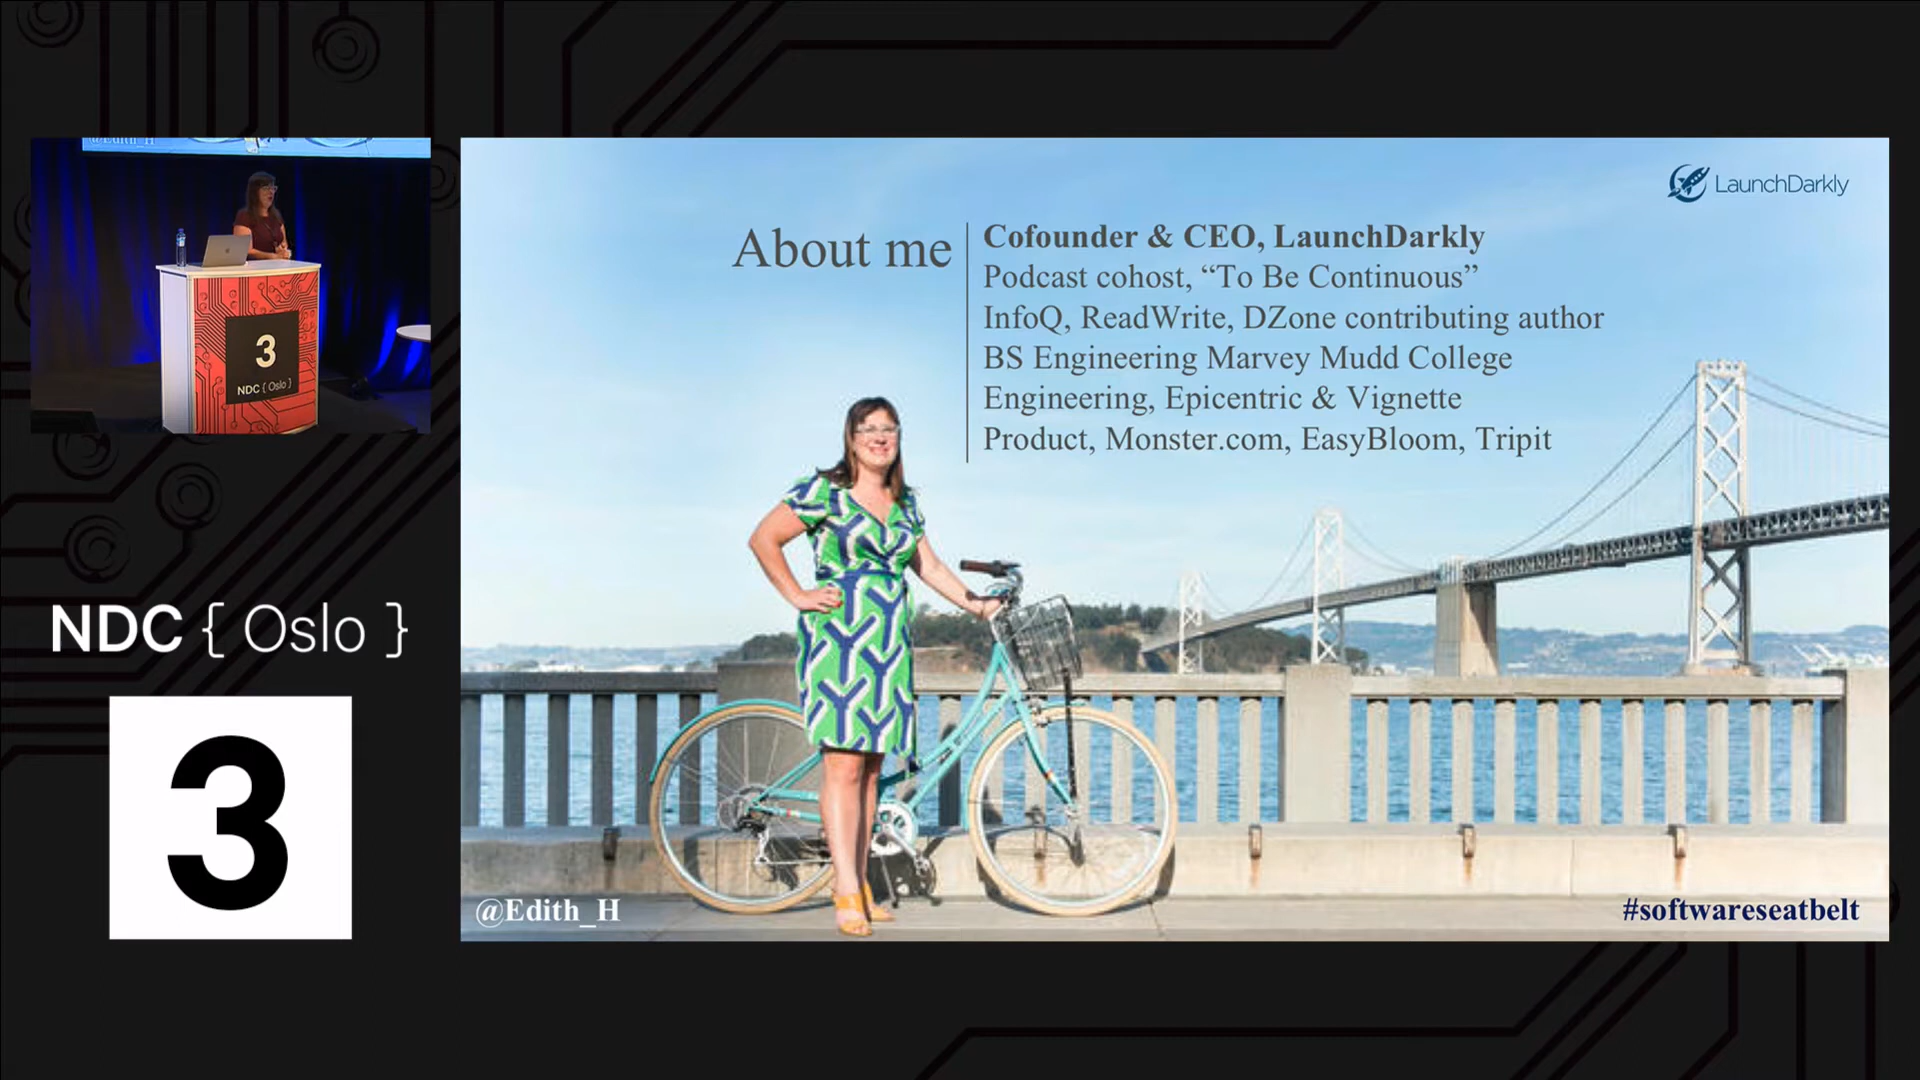 @Edith_H
3
NDC { Oslo }
NDC { Oslo }
3
LaunchDarkly
About me
Cofounder & CEO, LaunchDarkly
Podcast cohost, “To Be Continuous”
InfoQ, ReadWrite, DZone contributing author
BS Engineering Marvey Mudd College
Engineering, Epicentric & Vignette
Product, Monster.com, EasyBloom, Tripit
@Edith_H
#softwareseatbelt